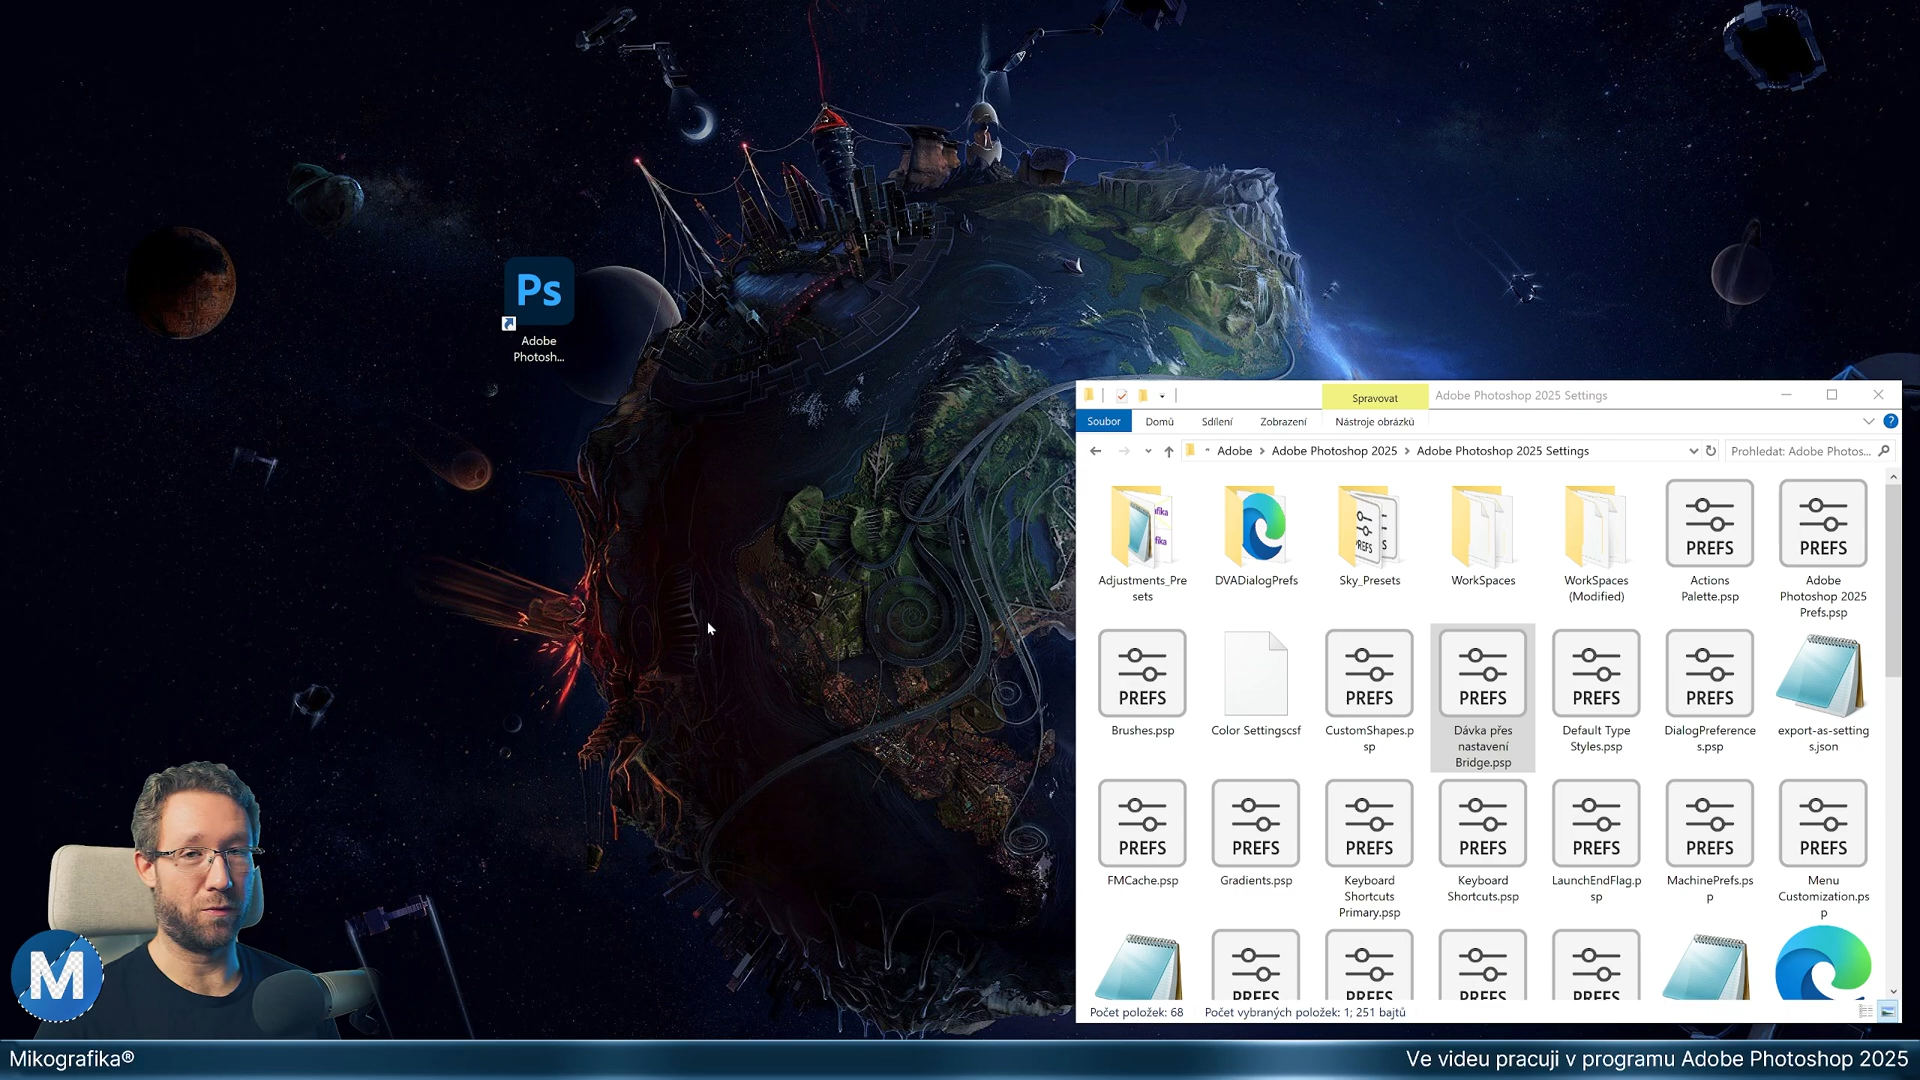 Ps
Adobe
Photosh...
Spravovat
Adobe Photoshop 2025 Settings
Soubor
Domů
Sdílení
Zobrazení
Nástroje obrázků
Adobe > Adobe Photoshop 2025 > Adobe Photoshop 2025 Settings
Prohledat: Adobe Photos...
Adjustments_Pre
sets
DVADialogPrefs
Sky_Presets
WorkSpaces
WorkSpaces
(Modified)
PREFS
Actions
Palette.psp
PREFS
Adobe
Photoshop 2025
Prefs.psp
PREFS
Brushes.psp
Color Settingscsf
PREFS
CustomShapes.p
sp
PREFS
Dávka přes
nastavení
Bridge.psp
PREFS
Default Type
Styles.psp
PREFS
DialogPreference
s.psp
export-as-setting
s.json
PREFS
FMCache.psp
PREFS
Gradients.psp
PREFS
Keyboard
Shortcuts
Primary.psp
PREFS
Keyboard
Shortcuts.psp
PREFS
LaunchEndFlag.p
sp
PREFS
MachinePrefs.ps
p
PREFS
Menu
Customization.ps
p
PREFS
PREFS
PREFS
PREFS
Počet položek: 68
Počet vybraných položek: 1; 251 bajtů
M
Mikografika®
Ve videu pracuji v programu Adobe Photoshop 2025